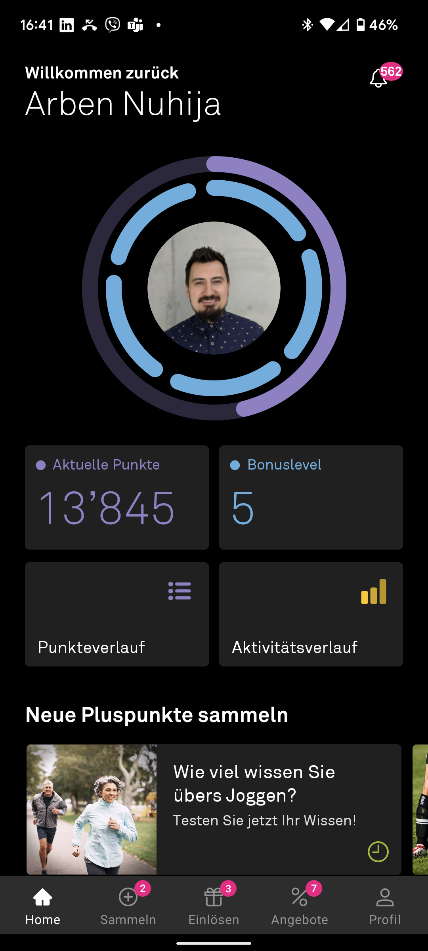 16:41 46%
Willkommen zurück
562
Arben Nuhija
Aktuelle Punkte
13’845
Bonuslevel
5
Punkteverlauf
Aktivitätsverlauf
Neue Pluspunkte sammeln
Wie viel wissen Sie
übers Joggen?
Testen Sie jetzt Ihr Wissen!
2 3 7
Home Sammeln Einlösen Angebote Profil